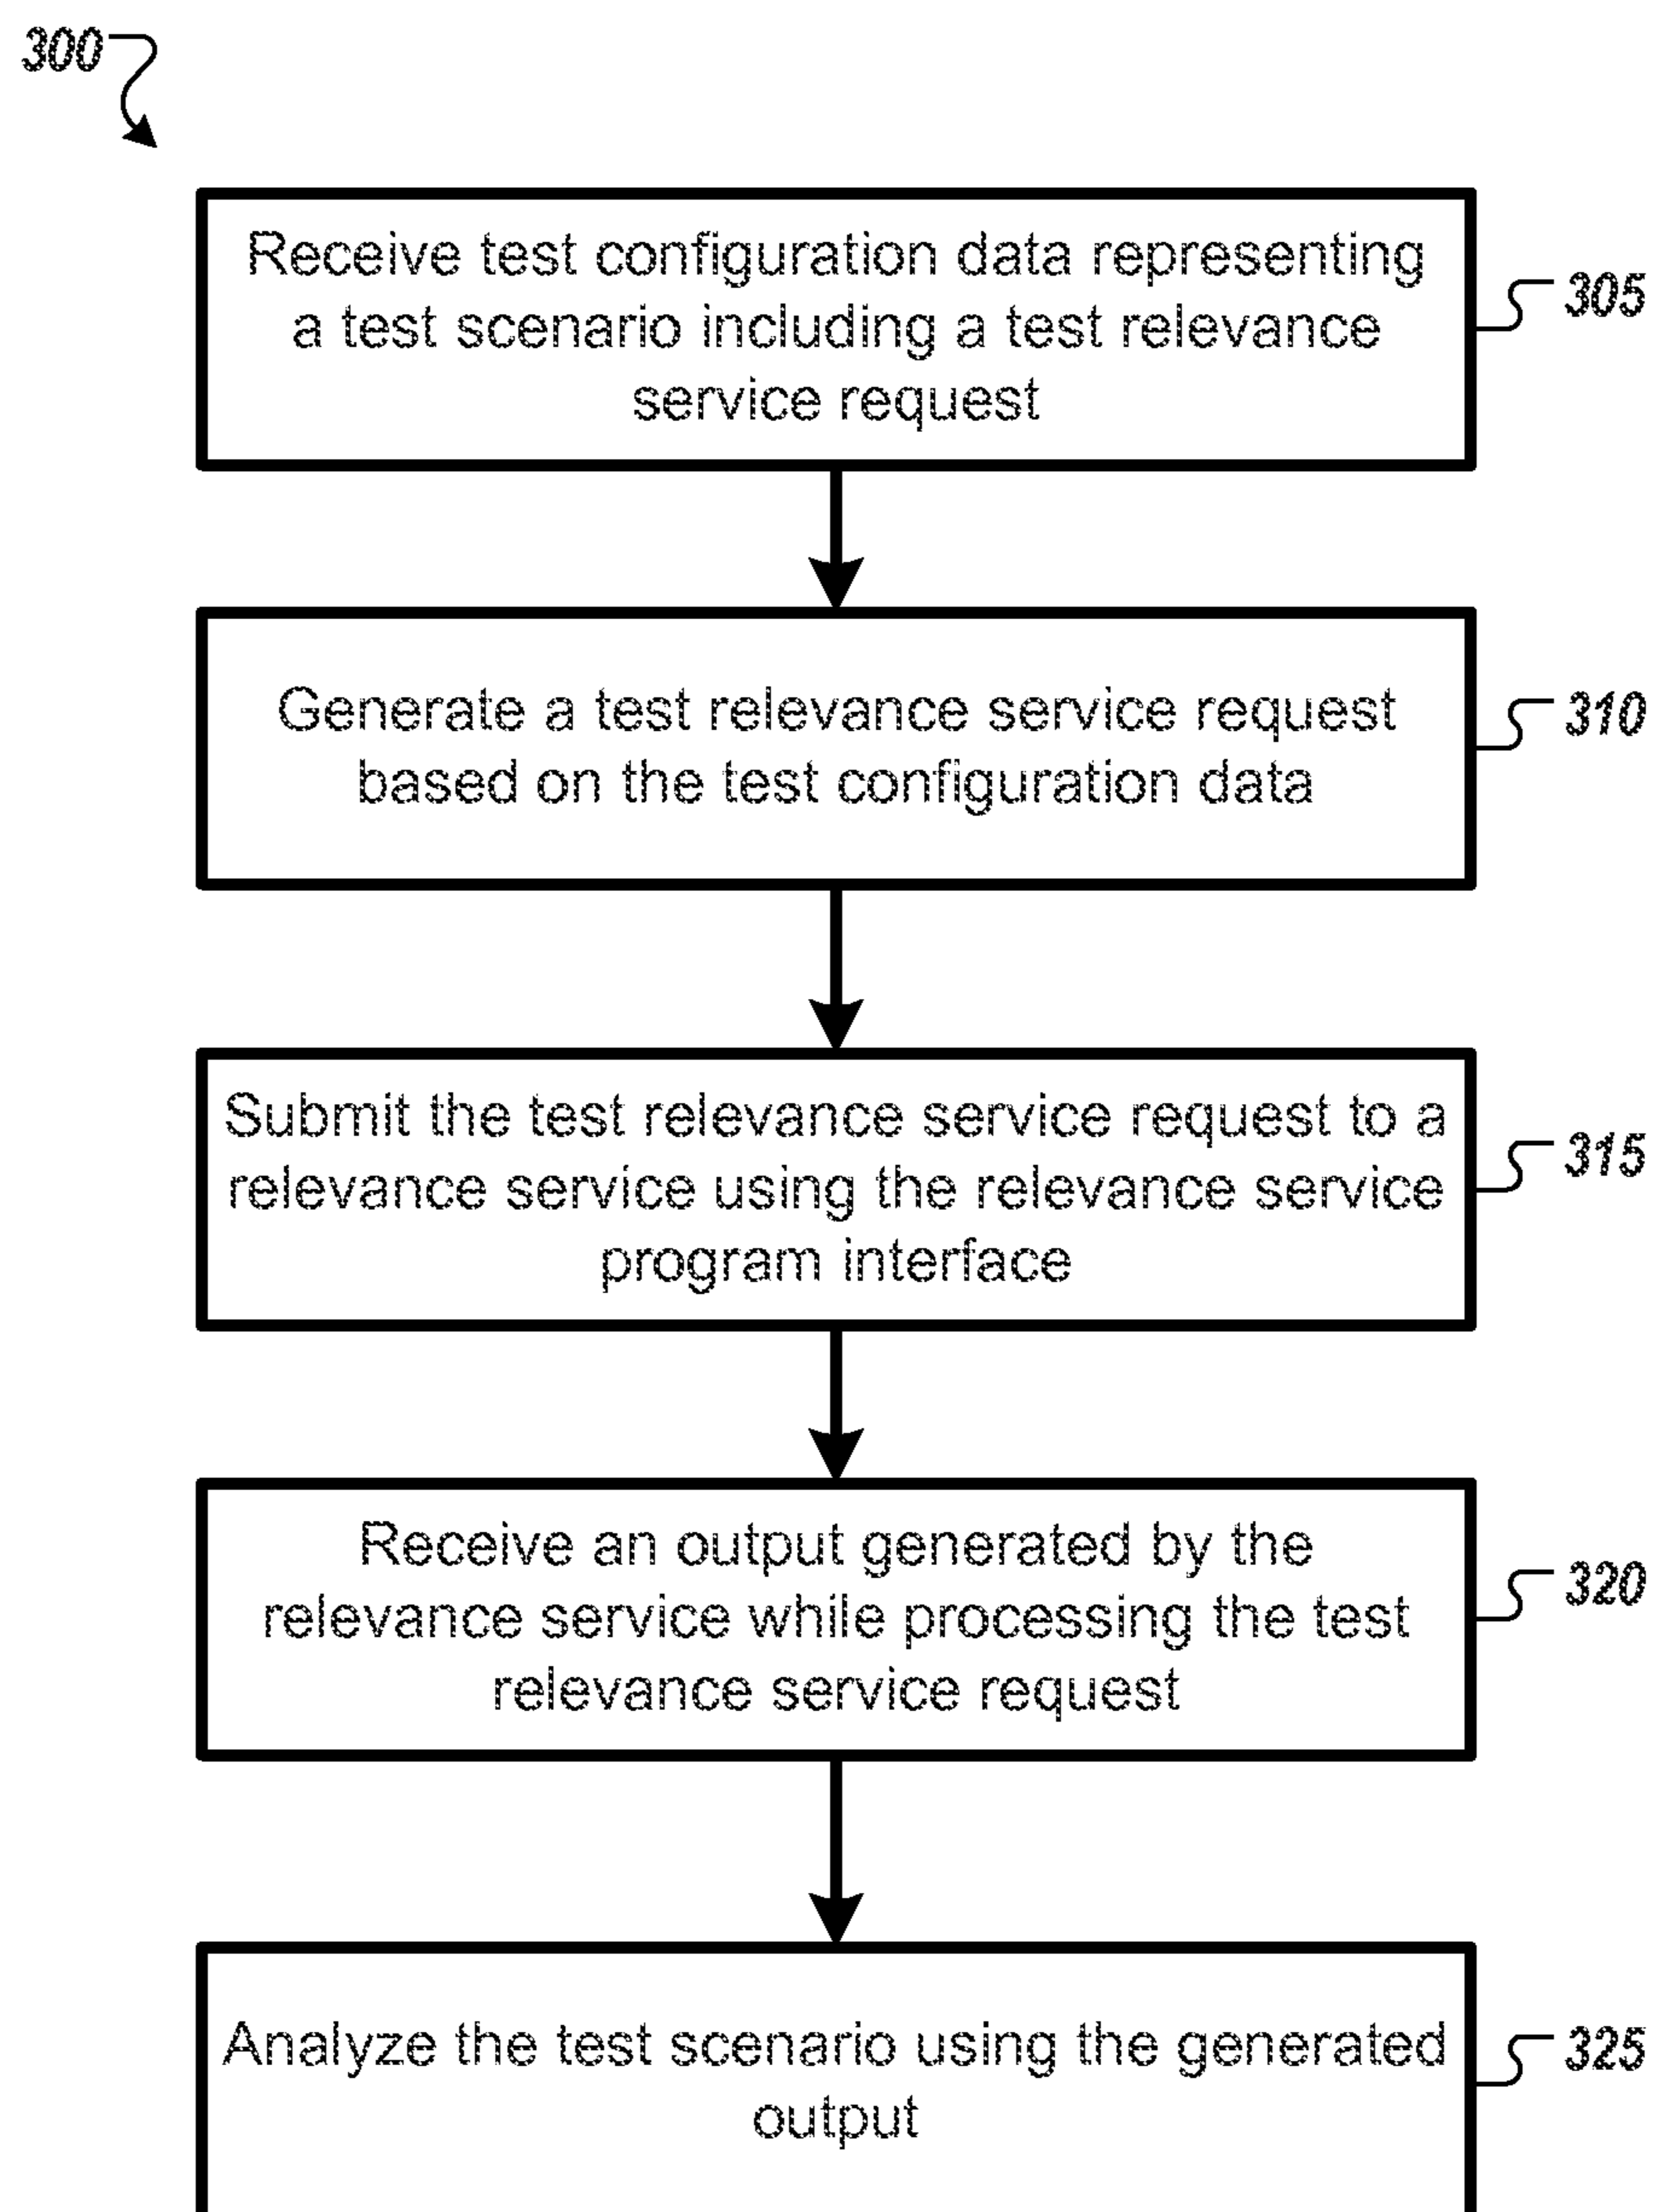 300
Receive test configuration data representing
a test scenario including a test relevance
service request
305
Generate a test relevance service request
based on the test configuration data
310
Submit the test relevance service request to a
relevance service using the relevance service
program interface
315
Receive an output generated by the
relevance service while processing the test
relevance service request
320
Analyze the test scenario using the generated
output
325